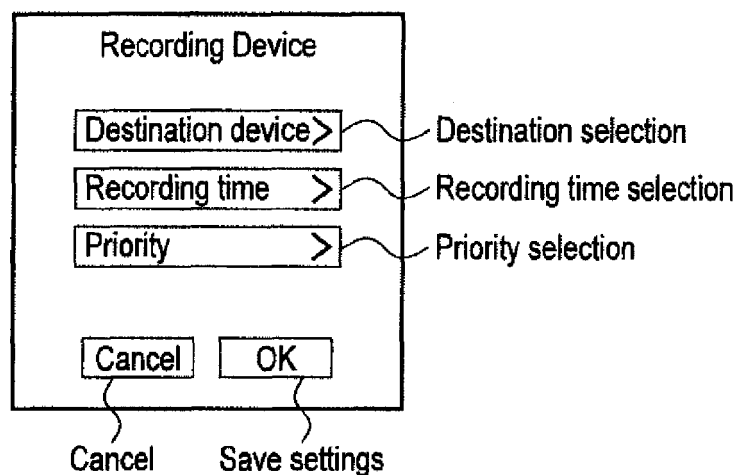 Recording Device
Destination device> Destination selection
Recording time > Recording time selection
Priority > Priority selection
Cancel OK
Cancel Save settings